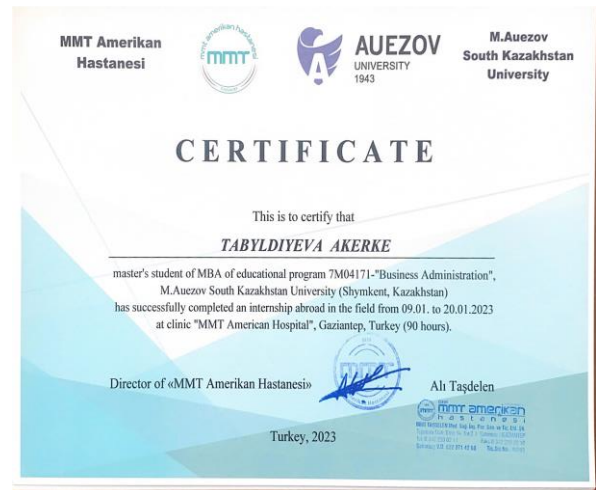 MMT Amerikan
Hastanesi
mmt
AUEZOV
UNIVERSITY
1943
M.Auezov
South Kazakhstan
University
CERTIFICATE
This is to certify that
TABYLDIYEVA AKERKE
master's student of MBA of educational program 7M04171-"Business Administration",
M.Auezov South Kazakhstan University (Shymkent, Kazakhstan)
has successfully completed an internship abroad in the field from 09.01. to 20.01.2023
at clinic "MMT American Hospital", Gaziantep, Turkey (90 hours).
Director of «MMT Amerikan Hastanesi»
Alı Taşdelen
mmt amerikan
hastanesi
Turkey, 2023